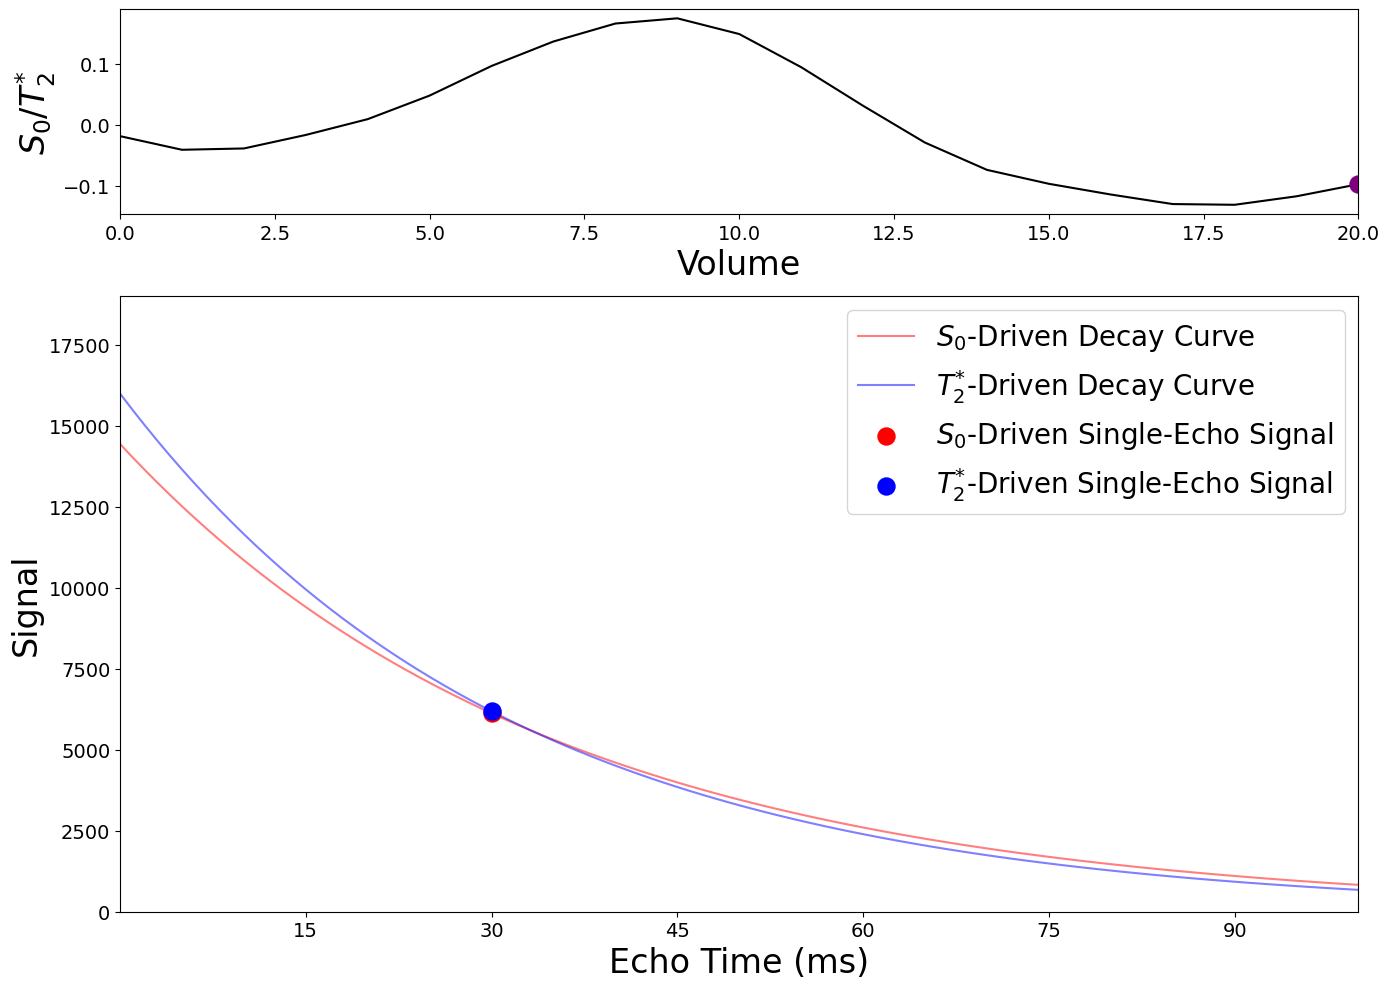 S₀/T₂*
0.1
0.0
−0.1
0.0 2.5 5.0 7.5 10.0 12.5 15.0 17.5 20.0
Volume
Signal
17500
15000
12500
10000
7500
5000
2500
0
S₀-Driven Decay Curve
T₂*-Driven Decay Curve
S₀-Driven Single-Echo Signal
T₂*-Driven Single-Echo Signal
15 30 45 60 75 90
Echo Time (ms)